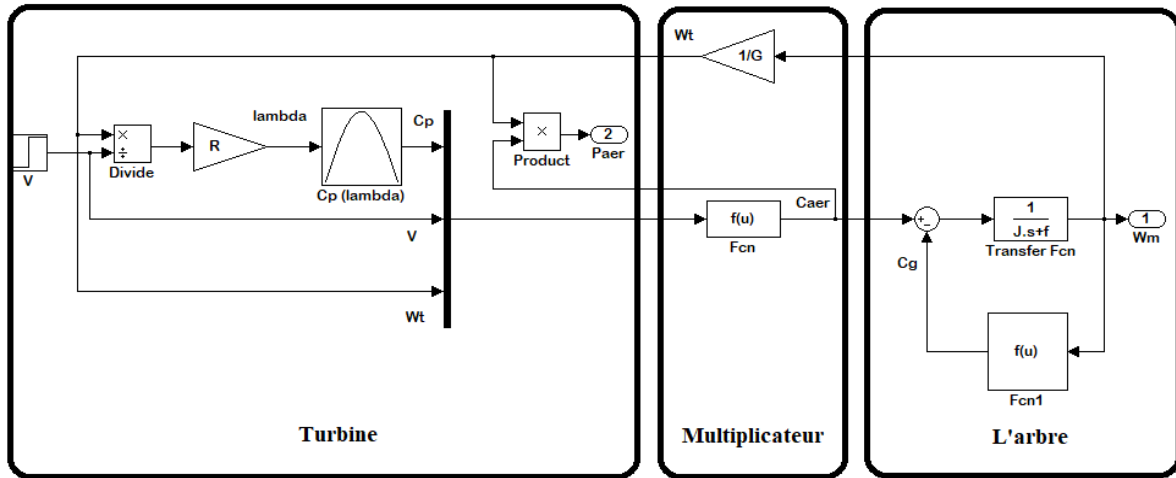 Wt
1/G
lambda
Cp
×
÷
R
×
2
V
Divide
Product
Paer
Cp (lambda)
Caer
f(u)
+
-
1
J.s+f
1
V
Fcn
Transfer Fcn
Wm
Cg
Wt
f(u)
Fcn1
Turbine
Multiplicateur
L'arbre